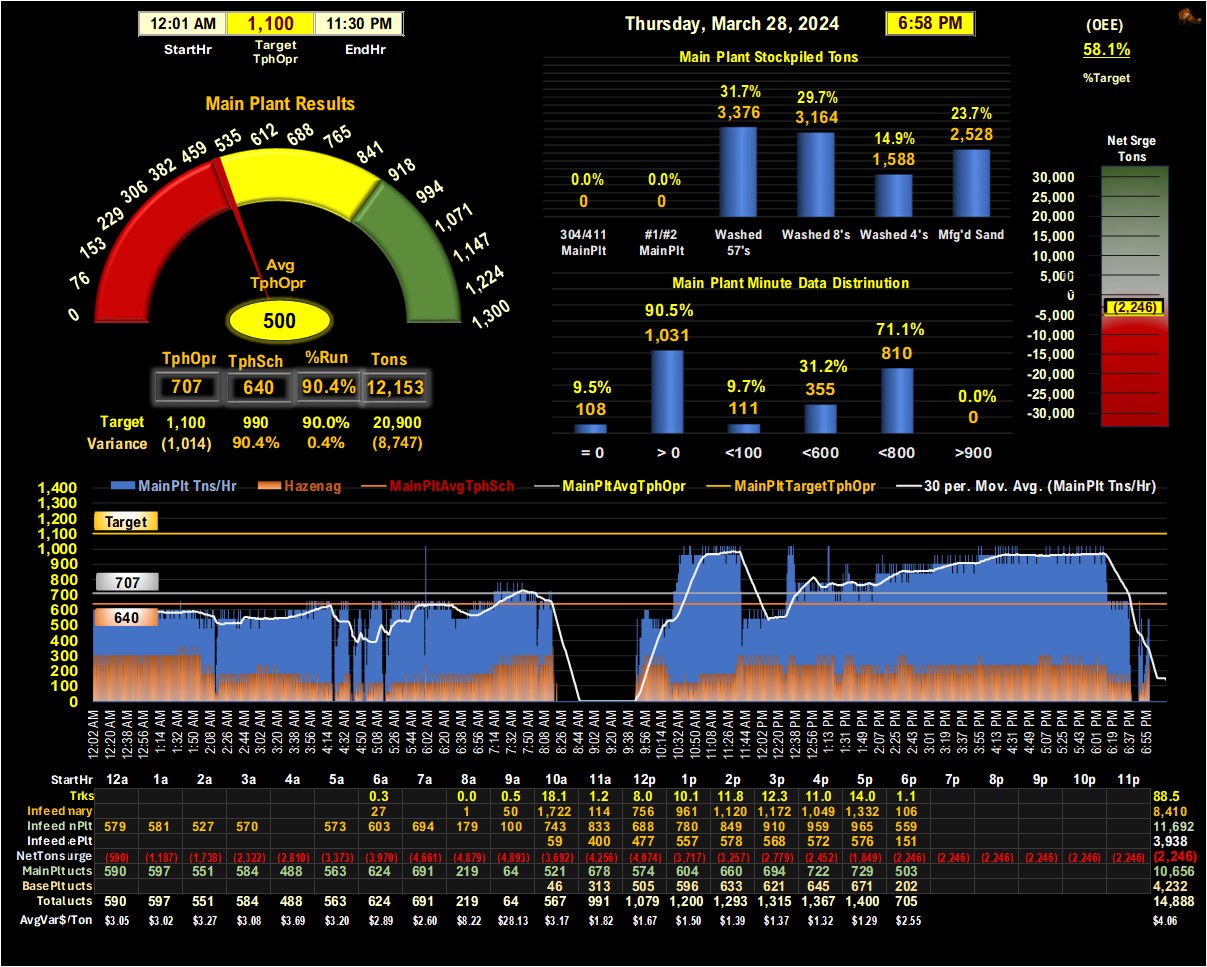 12:01 AM 1,100 11:30 PM
StartHr Target TphOpr EndHr
Thursday, March 28, 2024 6:58 PM
(OEE)
58.1%
%Target
Main Plant Results
0 76 153 229 306 382 459 535 612 688 765 841 918 994 1,071 1,147 1,224 1,300
Avg
TphOpr
500
TphOpr TphSch %Run Tons
707 640 90.4% 12,153
Target 1,100 990 90.0% 20,900
Variance (1,014) 90.4% 0.4% (8,747)
Main Plant Stockpiled Tons
31.7% 29.7% 23.7%
3,376 3,164 2,528
14.9%
1,588
0.0% 0.0%
0 0
304/411 #1/#2 Washed Washed 8's Washed 4's Mfg'd Sand
MainPlt MainPlt 57's
Main Plant Minute Data Distrinution
90.5%
1,031
71.1%
810
31.2%
355
9.5% 9.7% 0.0%
108 111 0
= 0 > 0 <100 <600 <800 >900
Net Srge
Tons
30,000
25,000
20,000
15,000
10,000
5,000
0
(2,246)
-5,000
-10,000
-15,000
-20,000
-25,000
-30,000
MainPlt Tns/Hr Hazenag MainPltAvgTphSch MainPltAvgTphOpr MainPltTargetTphOpr 30 per. Mov. Avg. (MainPlt Tns/Hr)
1,400
1,300
1,200
1,100
1,000
900
800
700
600
500
400
300
200
100
0
Target
707
640
12:02 AM 12:20 AM 12:38 AM 12:56 AM 1:14 AM 1:32 AM 1:50 AM 2:08 AM 2:26 AM 2:44 AM 3:02 AM 3:20 AM 3:38 AM 3:56 AM 4:14 AM 4:32 AM 4:50 AM 5:08 AM 5:26 AM 5:44 AM 6:02 AM 6:20 AM 6:38 AM 6:56 AM 7:14 AM 7:32 AM 7:50 AM 8:08 AM 8:26 AM 8:44 AM 9:02 AM 9:20 AM 9:38 AM 9:56 AM 10:14 AM 10:32 AM 10:50 AM 11:08 AM 11:26 AM 11:44 AM 12:02 PM 12:20 PM 12:38 PM 12:56 PM 1:13 PM 1:31 PM 1:49 PM 2:07 PM 2:25 PM 2:43 PM 3:01 PM 3:19 PM 3:37 PM 3:55 PM 4:13 PM 4:31 PM 4:49 PM 5:07 PM 5:25 PM 5:43 PM 6:01 PM 6:19 PM 6:37 PM 6:55 PM
StartHr 12a 1a 2a 3a 4a 5a 6a 7a 8a 9a 10a 11a 12p 1p 2p 3p 4p 5p 6p 7p 8p 9p 10p 11p
Trks 0.3 0.0 0.5 18.1 1.2 8.0 10.1 11.8 12.3 11.0 14.0 1.1 88.5
Infeed nary 27 1 50 1,722 114 756 961 1,120 1,172 1,049 1,332 106 8,410
Infeed nPlt 579 581 527 570 573 603 694 179 100 743 833 688 780 849 910 959 965 559 11,692
Infeed ePlt 59 400 477 557 578 568 572 576 151 3,938
NetTons urge (590) (1,187) (1,738) (2,322) (2,810) (3,373) (3,970) (4,661) (4,879) (4,893) (3,692) (4,256) (4,074) (3,717) (3,257) (2,779) (2,452) (1,849) (2,246) (2,246) (2,246) (2,246) (2,246) (2,246) (2,246)
MainPlt ucts 590 597 551 584 488 563 624 691 219 64 521 678 574 604 660 694 722 729 503 10,656
BasePlt ucts 46 313 505 596 633 621 645 671 202 4,232
Total ucts 590 597 551 584 488 563 624 691 219 64 567 991 1,079 1,200 1,293 1,315 1,367 1,400 705 14,888
AvgVar$/Ton $3.05 $3.02 $3.27 $3.08 $3.69 $3.20 $2.89 $2.60 $8.22 $28.13 $3.17 $1.82 $1.67 $1.50 $1.39 $1.37 $1.32 $1.29 $2.55 $4.06